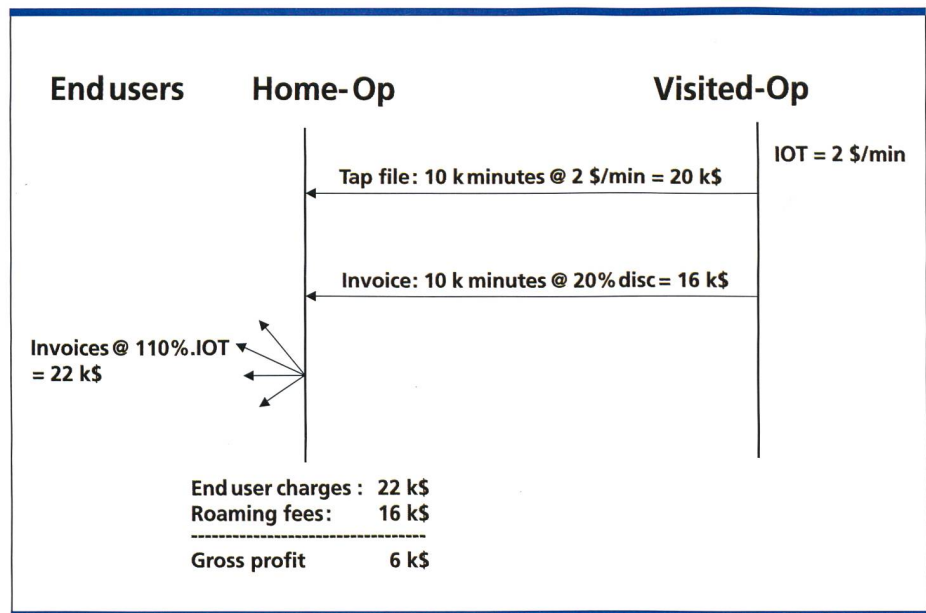 End users Home-Op Visited-Op
IOT = 2 $/min
Tap file: 10 k minutes @ 2 $/min = 20 k$
Invoice: 10 k minutes @ 20% disc = 16 k$
Invoices @ 110%.IOT
= 22 k$
End user charges : 22 k$
Roaming fees: 16 k$
----------------------------------
Gross profit 6 k$